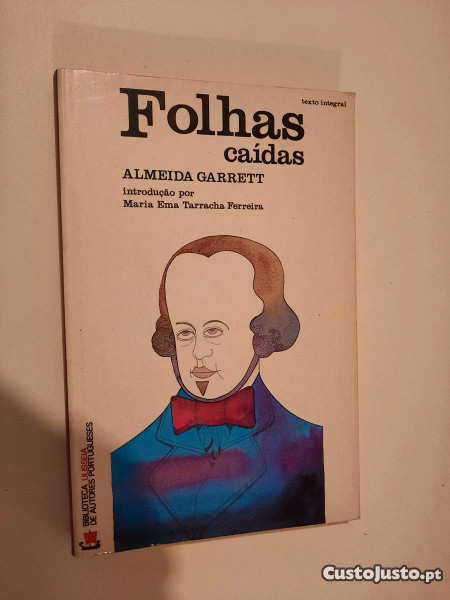 texto integral
Folhas
caídas
ALMEIDA GARRETT
introdução por
Maria Ema Tarracha Ferreira
BIBLIOTECA ULISSEIA
DE AUTORES PORTUGUESES
CustoJusto.pt